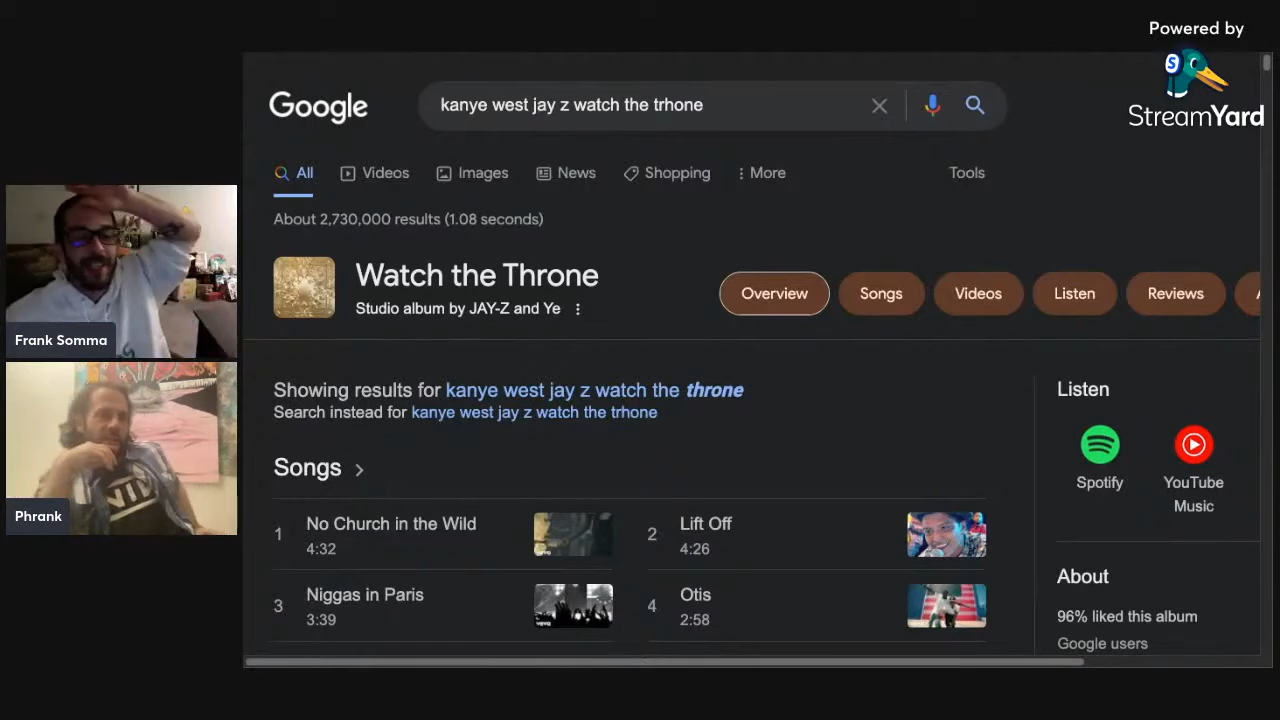 Powered by
StreamYard
Google
kanye west jay z watch the trhone
All
Videos
Images
News
Shopping
More
Tools
About 2,730,000 results (1.08 seconds)
Watch the Throne
Studio album by JAY-Z and Ye
Overview
Songs
Videos
Listen
Reviews
Showing results for kanye west jay z watch the throne
Search instead for kanye west jay z watch the trhone
Songs
1 No Church in the Wild
4:32
2 Lift Off
4:26
3 Niggas in Paris
3:39
4 Otis
2:58
Listen
Spotify
YouTube
Music
About
96% liked this album
Google users
Frank Somma
Phrank